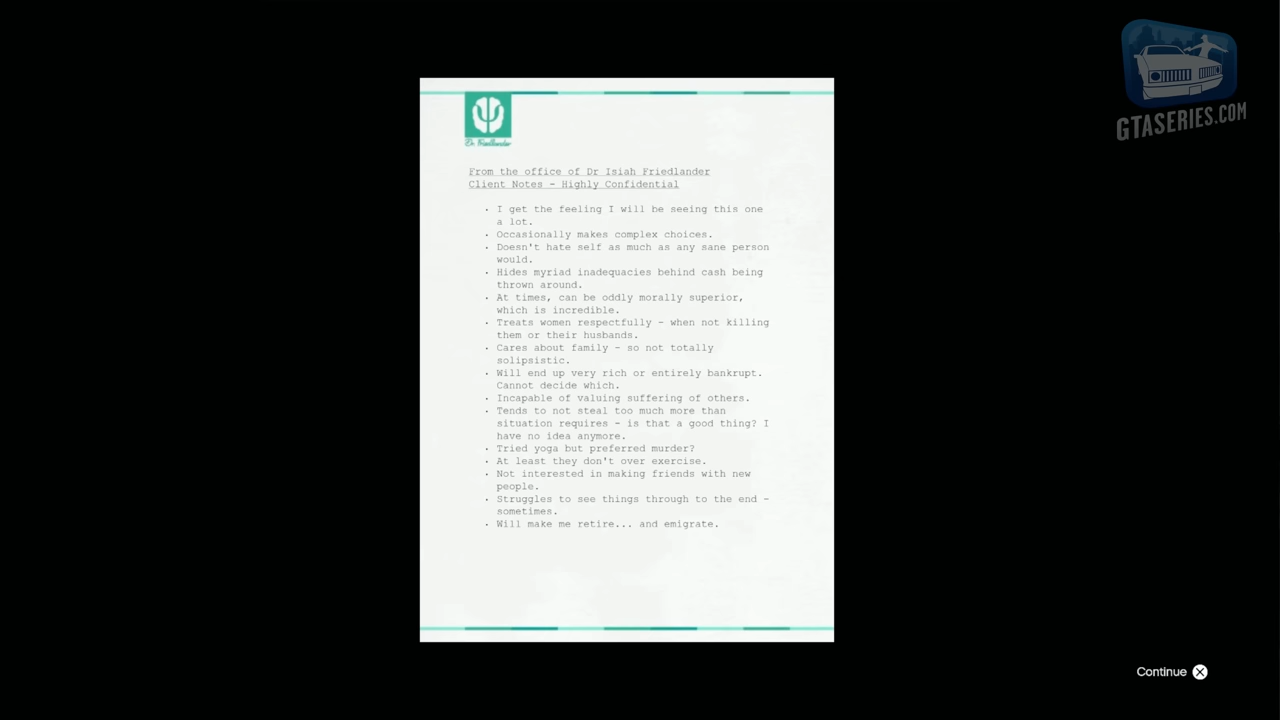 GTASERIES.COM
Dr Friedlander
From the office of Dr Isiah Friedlander
Client Notes - Highly Confidential
• I get the feeling I will be seeing this one
a lot.
• Occasionally makes complex choices.
• Doesn't hate self as much as any sane person
would.
• Hides myriad inadequacies behind cash being
thrown around.
• At times, can be oddly morally superior,
which is incredible.
• Treats women respectfully - when not killing
them or their husbands.
• Cares about family - so not totally
solipsistic.
• Will end up very rich or entirely bankrupt.
Cannot decide which.
• Incapable of valuing suffering of others.
• Tends to not steal too much more than
situation requires - is that a good thing? I
have no idea anymore.
• Tried yoga but preferred murder?
• At least they don't over exercise.
• Not interested in making friends with new
people.
• Struggles to see things through to the end -
sometimes.
• Will make me retire... and emigrate.
Continue